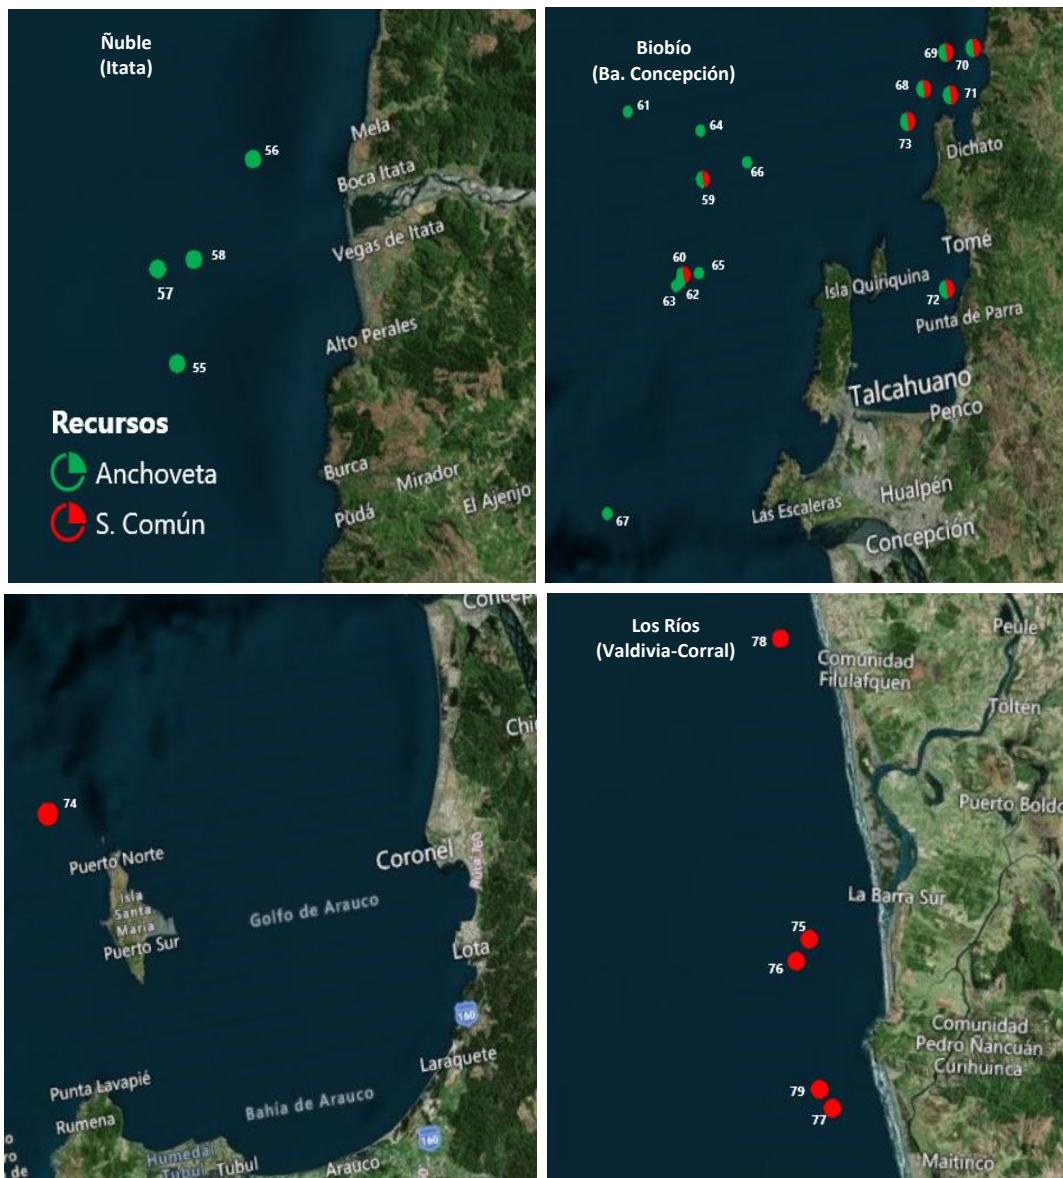 Ñuble
(Itata)
56
Mela
Boca Itata
Vegas de Itata
58
57
Alto Perales
55
Recursos
Anchoveta
S. Común
Burca
Mirador
El Ajenjo
Pudá
Biobío
(Ba. Concepción)
69
70
68
71
61
64
73
Dichato
66
59
Tomé
60
65
Isla Quiriquina
63
62
72
Punta de Parra
Talcahuano
Penco
Hualpén
Las Escaleras
67
Concepción
74
Puerto Norte
Coronel
Ruta 160
Isla
Santa
María
Golfo de Arauco
Puerto Sur
Lota
160
Laraquete
Punta Lavapié
Bahía de Arauco
Rumena
160
Humedal
Tubul
Tubul
Arauco
Los Ríos
(Valdivia-Corral)
78
Peule
Comunidad
Filulafquen
Toltén
Puerto Boldo
La Barra Sur
75
76
Comunidad
Pedro Ñancuán
Curihuinca
79
77
Maitinco